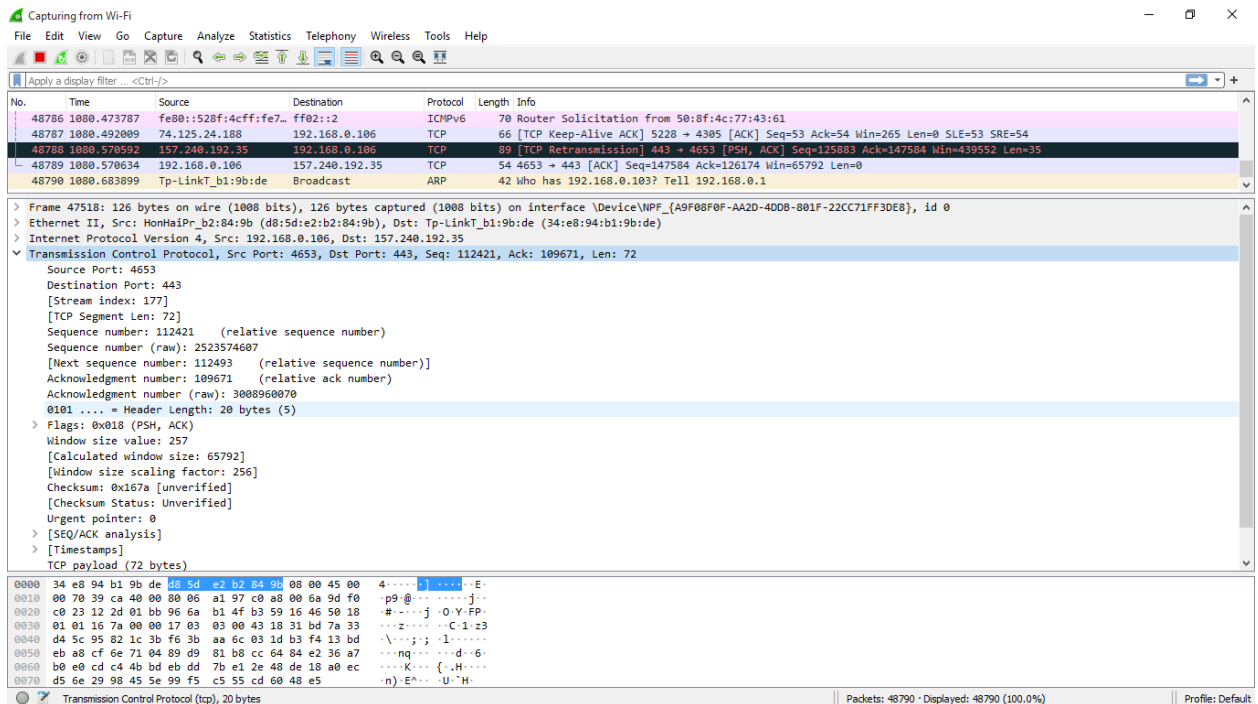 Capturing from Wi-Fi
File Edit View Go Capture Analyze Statistics Telephony Wireless Tools Help
Apply a display filter ... <Ctrl-/>
No. Time Source Destination Protocol Length Info
48786 1080.473787 fe80::528f:4cff:fe7… ff02::2 ICMPv6 70 Router Solicitation from 50:8f:4c:77:43:61
48787 1080.492009 74.125.24.188 192.168.0.106 TCP 66 [TCP Keep-Alive ACK] 5228 → 4305 [ACK] Seq=53 Ack=54 Win=265 Len=0 SLE=53 SRE=54
48788 1080.570592 157.240.192.35 192.168.0.106 TCP 89 [TCP Retransmission] 443 → 4653 [PSH, ACK] Seq=125883 Ack=147584 Win=439552 Len=35
48789 1080.570634 192.168.0.106 157.240.192.35 TCP 54 4653 → 443 [ACK] Seq=147584 Ack=126174 Win=65792 Len=0
48790 1080.683899 Tp-LinkT_b1:9b:de Broadcast ARP 42 Who has 192.168.0.103? Tell 192.168.0.1
> Frame 47518: 126 bytes on wire (1008 bits), 126 bytes captured (1008 bits) on interface \Device\NPF_{A9F08F0F-AA2D-4DDB-801F-22CC71FF3DE8}, id 0
> Ethernet II, Src: HonHaiPr_b2:84:9b (d8:5d:e2:b2:84:9b), Dst: Tp-LinkT_b1:9b:de (34:e8:94:b1:9b:de)
> Internet Protocol Version 4, Src: 192.168.0.106, Dst: 157.240.192.35
Transmission Control Protocol, Src Port: 4653, Dst Port: 443, Seq: 112421, Ack: 109671, Len: 72
Source Port: 4653
Destination Port: 443
[Stream index: 177]
[TCP Segment Len: 72]
Sequence number: 112421 (relative sequence number)
Sequence number (raw): 2523574607
[Next sequence number: 112493 (relative sequence number)]
Acknowledgment number: 109671 (relative ack number)
Acknowledgment number (raw): 3008960070
0101 .... = Header Length: 20 bytes (5)
> Flags: 0x018 (PSH, ACK)
Window size value: 257
[Calculated window size: 65792]
[Window size scaling factor: 256]
Checksum: 0x167a [unverified]
[Checksum Status: Unverified]
Urgent pointer: 0
> [SEQ/ACK analysis]
> [Timestamps]
TCP payload (72 bytes)
0000 34 e8 94 b1 9b de d8 5d e2 b2 84 9b 08 00 45 00 4······] ······E·
0010 00 70 39 ca 40 00 80 06 a1 97 c0 a8 00 6a 9d f0 ·p9·@··· ·····j··
0020 c0 23 12 2d 01 bb 96 6a b1 4f b3 59 16 46 50 18 ·#·-···j ·O·Y·FP·
0030 01 01 16 7a 00 00 17 03 03 00 43 18 31 bd 7a 33 ···z···· ··C·1·z3
0040 d4 5c 95 82 1c 3b f6 3b aa 6c 03 1d b3 f4 13 bd ·\···;·; ·l······
0050 eb a8 cf 6e 71 04 89 d9 81 b8 cc 64 84 e2 36 a7 ···nq··· ···d··6·
0060 b0 e0 cd c4 4b bd eb dd 7b e1 2e 48 de 18 a0 ec ····K··· {·.H····
0070 d5 6e 29 98 45 5e 99 f5 c5 55 cd 60 48 e5 ·n)·E^·· ·U·`H·
Transmission Control Protocol (tcp), 20 bytes Packets: 48790 · Displayed: 48790 (100.0%) Profile: Default